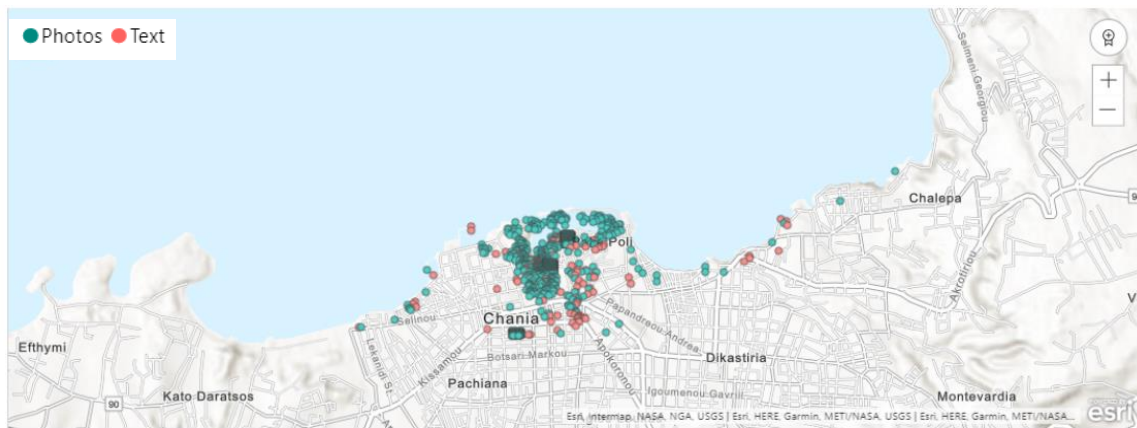 Photos Text
Seimeni Georgiou
+
−
Chalepa
90
Akrotiriou
Poli
Chania
Selinou
Papandreou Andrea
Efthymi
Lekanidi St.
Kissamou
Botsari Markou
Apokoronou
Dikastiria
Pachiana
Kato Daratsos
Igoumenou Gavriil
Montevardia
90
Esri, Intermap, NASA, NGA, USGS | Esri, HERE, Garmin, METI/NASA, USGS | Esri, HERE, Garmin, METI/NASA...
esri